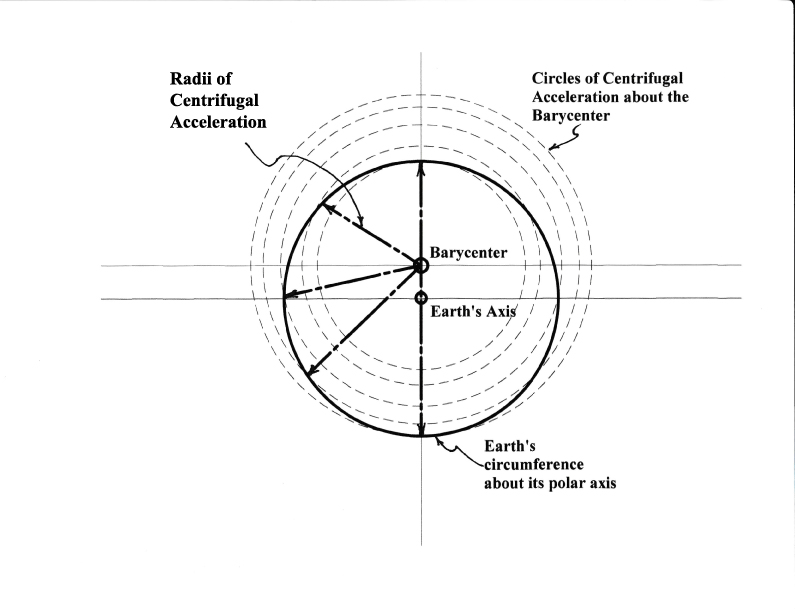 Radii of
Centrifugal
Acceleration
Circles of Centrifugal
Acceleration about the
Barycenter
Barycenter
Earth's Axis
Earth's
circumference
about its polar axis